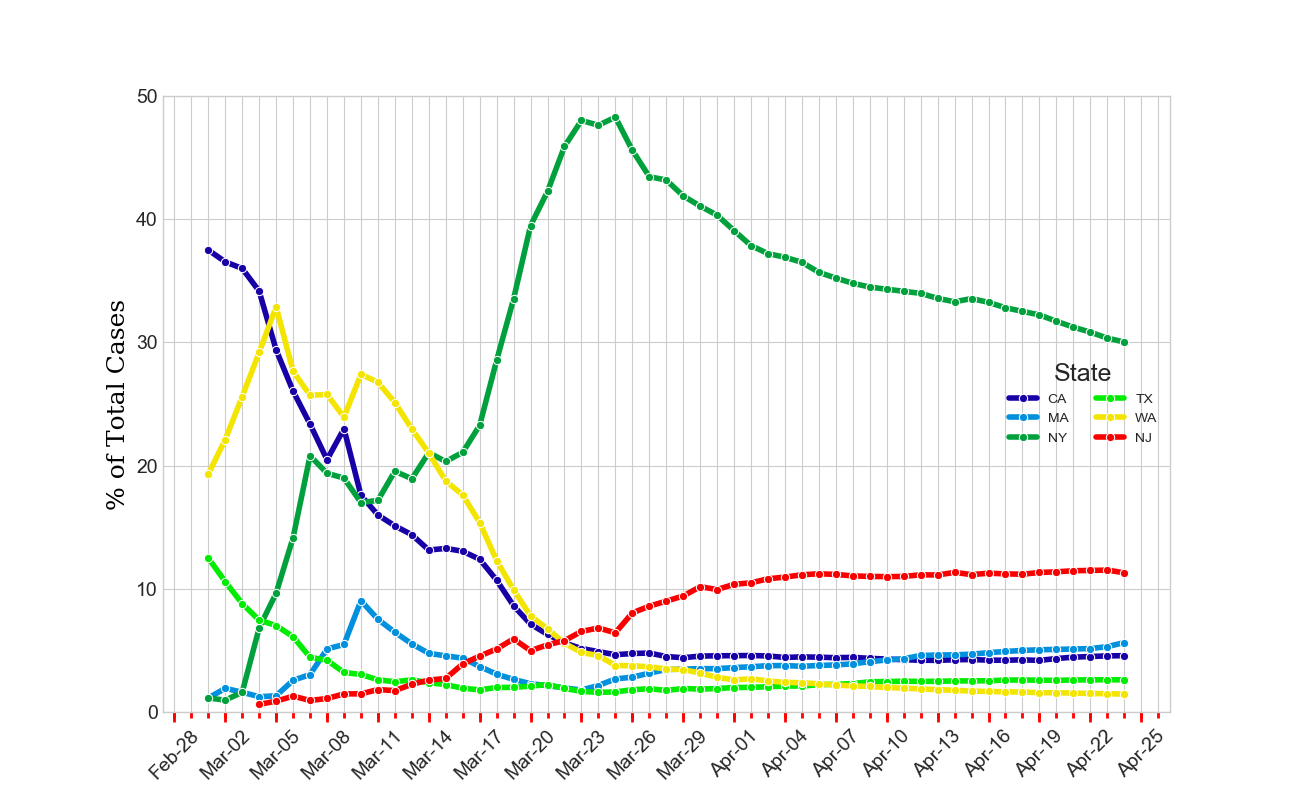 50
40
30
20
10
0
% of Total Cases
State
CA TX
MA WA
NY NJ
Feb-28 Mar-02 Mar-05 Mar-08 Mar-11 Mar-14 Mar-17 Mar-20 Mar-23 Mar-26 Mar-29 Apr-01 Apr-04 Apr-07 Apr-10 Apr-13 Apr-16 Apr-19 Apr-22 Apr-25